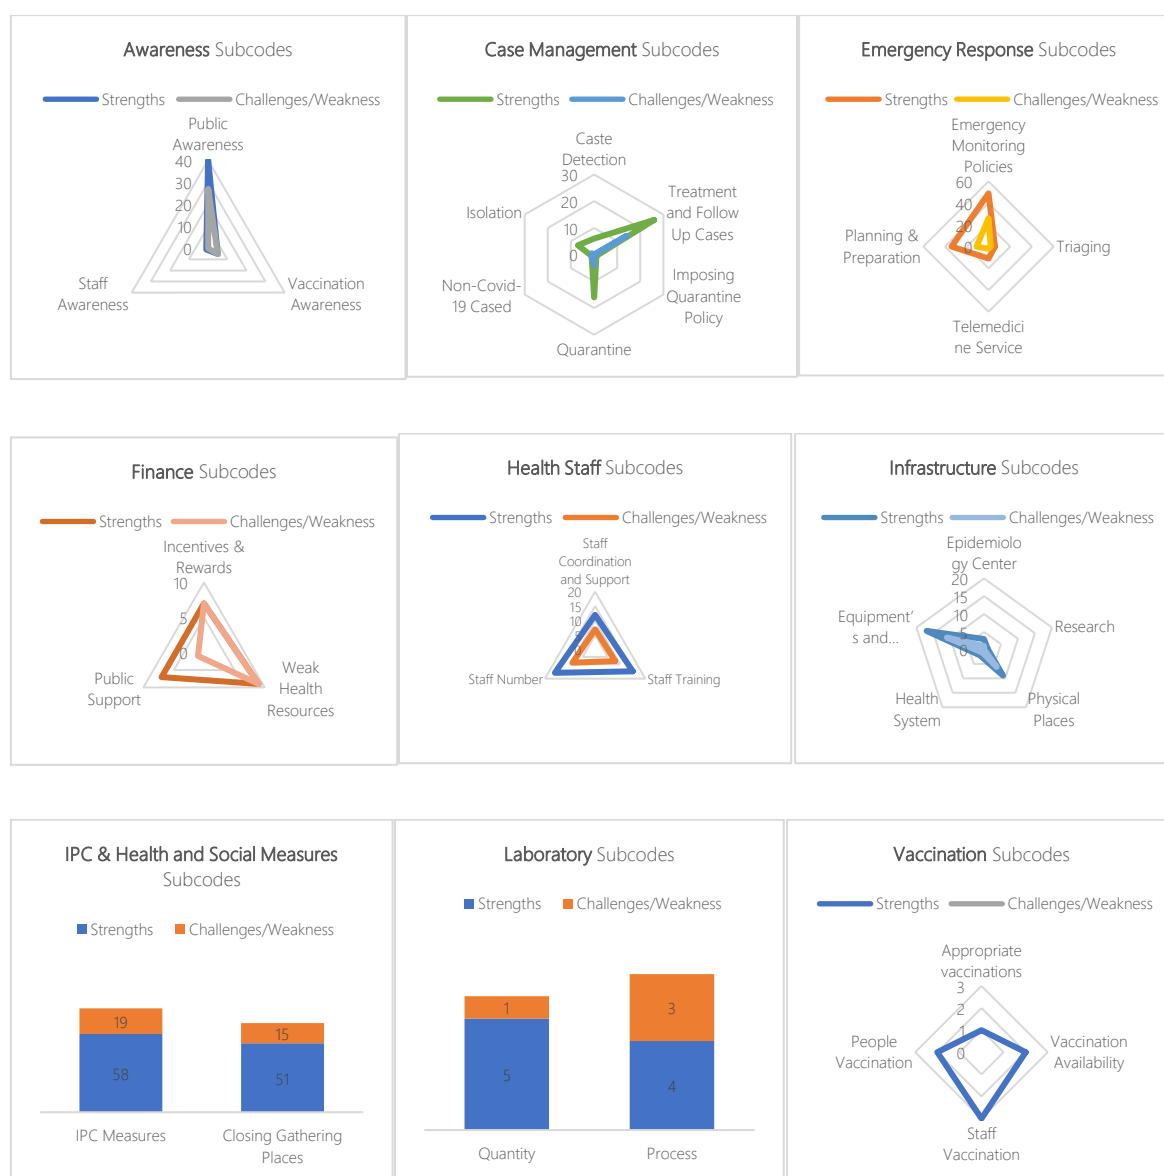 Awareness Subcodes
Strengths
Challenges/Weakness
Public
Awareness
40
30
20
10
0
Staff
Awareness
Vaccination
Awareness
Case Management Subcodes
Strengths
Challenges/Weakness
Caste
Detection
30
20
10
0
Treatment
and Follow
Up Cases
Imposing
Quarantine
Policy
Quarantine
Non-Covid-
19 Cased
Isolation
Emergency Response Subcodes
Strengths
Challenges/Weakness
Emergency
Monitoring
Policies
60
40
20
0
Triaging
Telemedici
ne Service
Planning &
Preparation
Finance Subcodes
Strengths
Challenges/Weakness
Incentives &
Rewards
10
5
0
Weak
Health
Resources
Public
Support
Health Staff Subcodes
Strengths
Challenges/Weakness
Staff
Coordination
and Support
20
15
10
5
0
Staff Training
Staff Number
Infrastructure Subcodes
Strengths
Challenges/Weakness
Epidemiolo
gy Center
20
15
10
5
0
Research
Physical
Places
Health
System
Equipment'
s and...
IPC & Health and Social Measures
Subcodes
Strengths
Challenges/Weakness
19
58
15
51
IPC Measures
Closing Gathering
Places
Laboratory Subcodes
Strengths
Challenges/Weakness
1
5
3
4
Quantity
Process
Vaccination Subcodes
Strengths
Challenges/Weakness
Appropriate
vaccinations
3
2
1
0
Vaccination
Availability
Staff
Vaccination
People
Vaccination